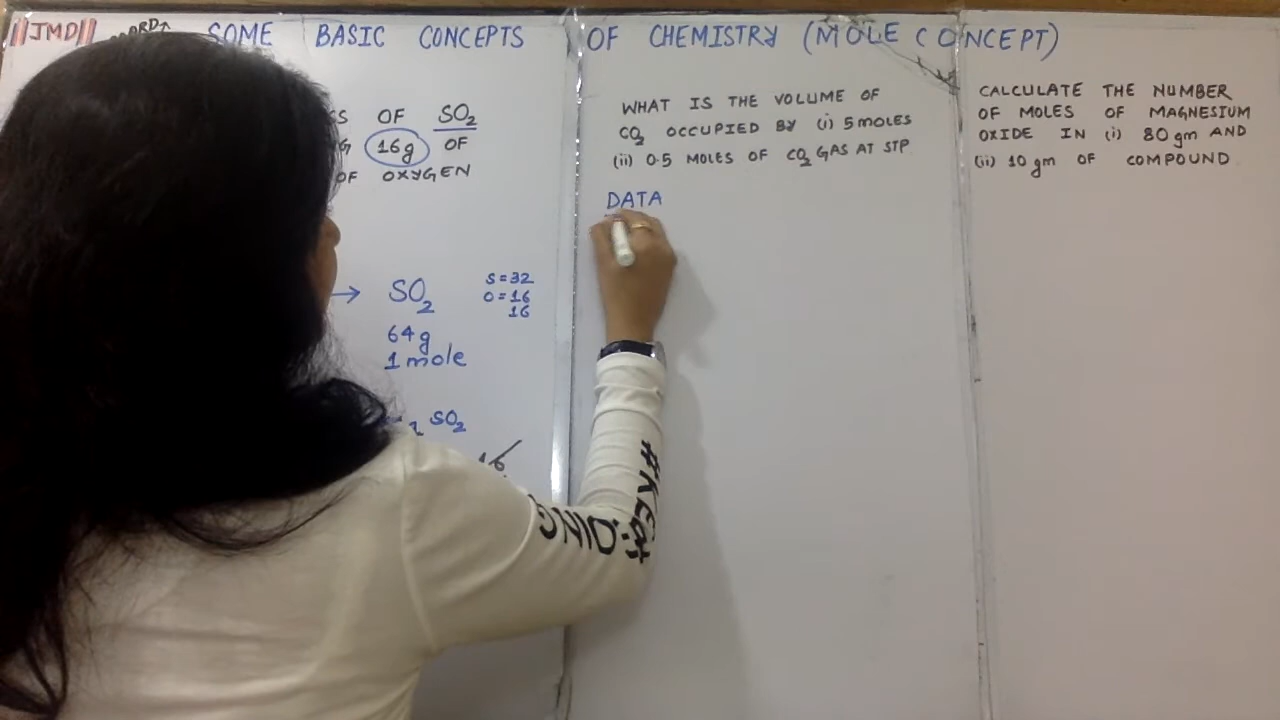 ||JMD|| SOME BASIC CONCEPTS OF CHEMISTRY (MOLE CONCEPT)
OF SO₂
16g OF
OF OXYGEN
→ SO₂
S = 32
O = 16
16
64g
1 mole
SO₂
16
WHAT IS THE VOLUME OF
CO₂ OCCUPIED BY (i) 5 MOLES
(ii) 0.5 MOLES OF CO₂ GAS AT STP
DATA
CALCULATE THE NUMBER
OF MOLES OF MAGNESIUM
OXIDE IN (i) 80 gm AND
(ii) 10 gm OF COMPOUND